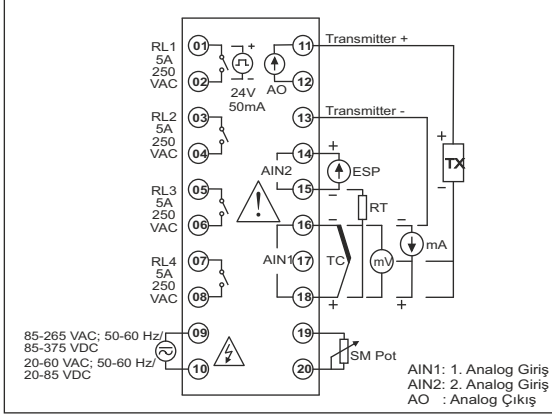 RL1
5A
250
VAC
01
02
+
−
24V
50mA
AO
11
12
Transmitter +
RL2
5A
250
VAC
03
04
13
Transmitter -
14
15
AIN2
+
−
ESP
RL3
5A
250
VAC
05
06
!
16
17
18
AIN1
TC
−
+
RT
−
+
mV
−
+
mA
+
TX
−
RL4
5A
250
VAC
07
08
85-265 VAC; 50-60 Hz/
85-375 VDC
20-60 VAC; 50-60 Hz/
20-85 VDC
09
10
19
20
SM Pot
AIN1: 1. Analog Giriş
AIN2: 2. Analog Giriş
AO : Analog Çıkış